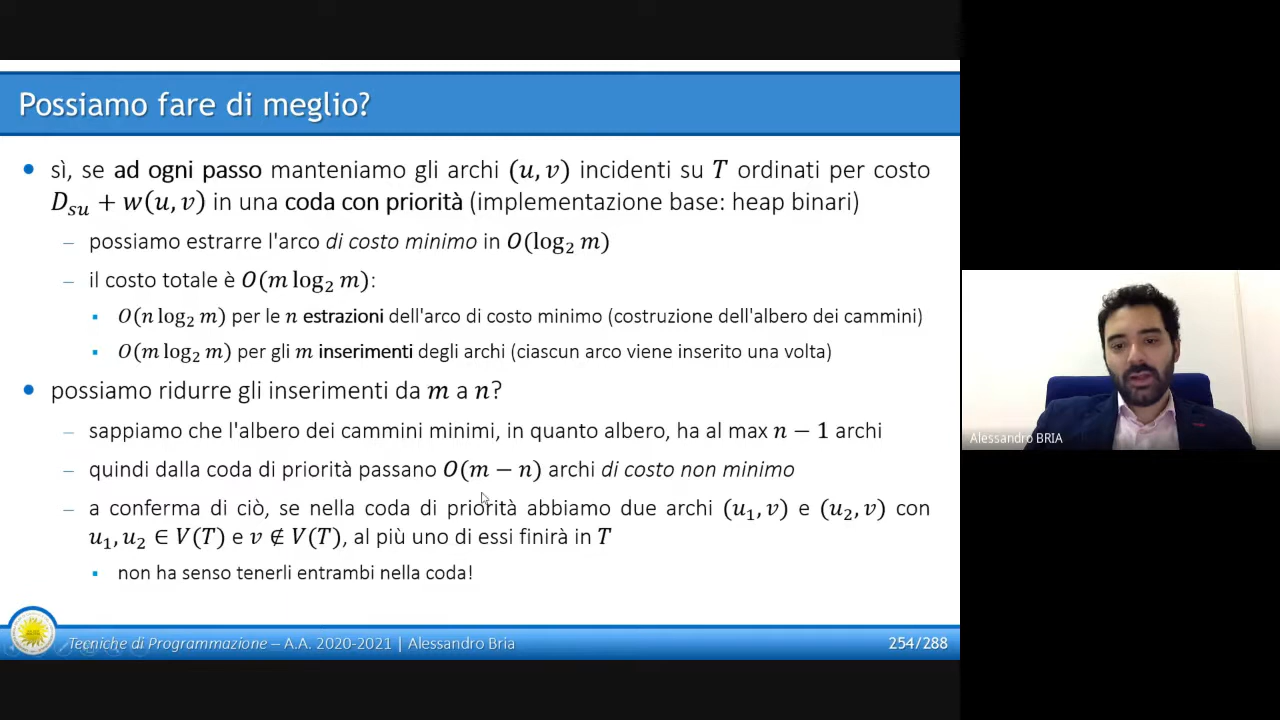 Possiamo fare di meglio?
• sì, se ad ogni passo manteniamo gli archi (u, v) incidenti su T ordinati per costo
D_su + w(u, v) in una coda con priorità (implementazione base: heap binari)
– possiamo estrarre l'arco di costo minimo in O(log₂ m)
– il costo totale è O(m log₂ m):
▪ O(n log₂ m) per le n estrazioni dell'arco di costo minimo (costruzione dell'albero dei cammini)
▪ O(m log₂ m) per gli m inserimenti degli archi (ciascun arco viene inserito una volta)
• possiamo ridurre gli inserimenti da m a n?
– sappiamo che l'albero dei cammini minimi, in quanto albero, ha al max n − 1 archi
– quindi dalla coda di priorità passano O(m − n) archi di costo non minimo
– a conferma di ciò, se nella coda di priorità abbiamo due archi (u₁, v) e (u₂, v) con
u₁, u₂ ∈ V(T) e v ∉ V(T), al più uno di essi finirà in T
▪ non ha senso tenerli entrambi nella coda!
Tecniche di Programmazione – A.A. 2020-2021 | Alessandro Bria
254/288
Alessandro BRIA